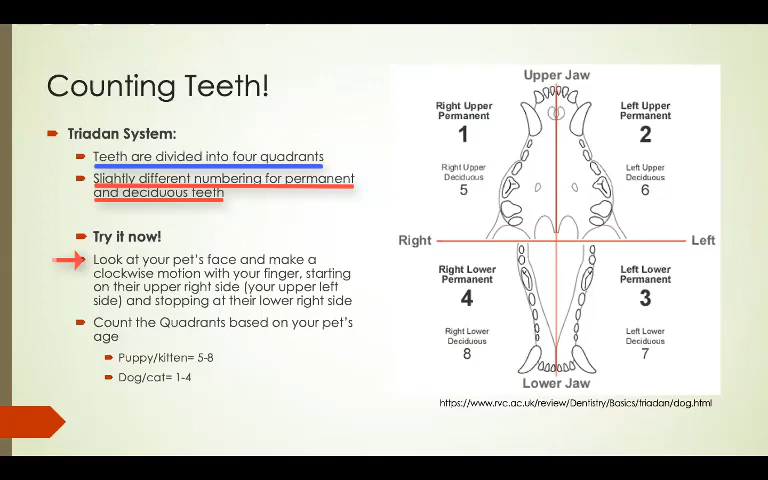 Counting Teeth!
Triadan System:
Teeth are divided into four quadrants
Slightly different numbering for permanent
and deciduous teeth
Try it now!
Look at your pet's face and make a
clockwise motion with your finger, starting
on their upper right side (your upper left
side) and stopping at their lower right side
Count the Quadrants based on your pet's
age
Puppy/kitten= 5-8
Dog/cat= 1-4
Upper Jaw
Right Upper
Permanent
1
Left Upper
Permanent
2
Right Upper
Deciduous
5
Left Upper
Deciduous
6
Right
Left
Right Lower
Permanent
4
Left Lower
Permanent
3
Right Lower
Deciduous
8
Left Lower
Deciduous
7
Lower Jaw
https://www.rvc.ac.uk/review/Dentistry/Basics/triadan/dog.html